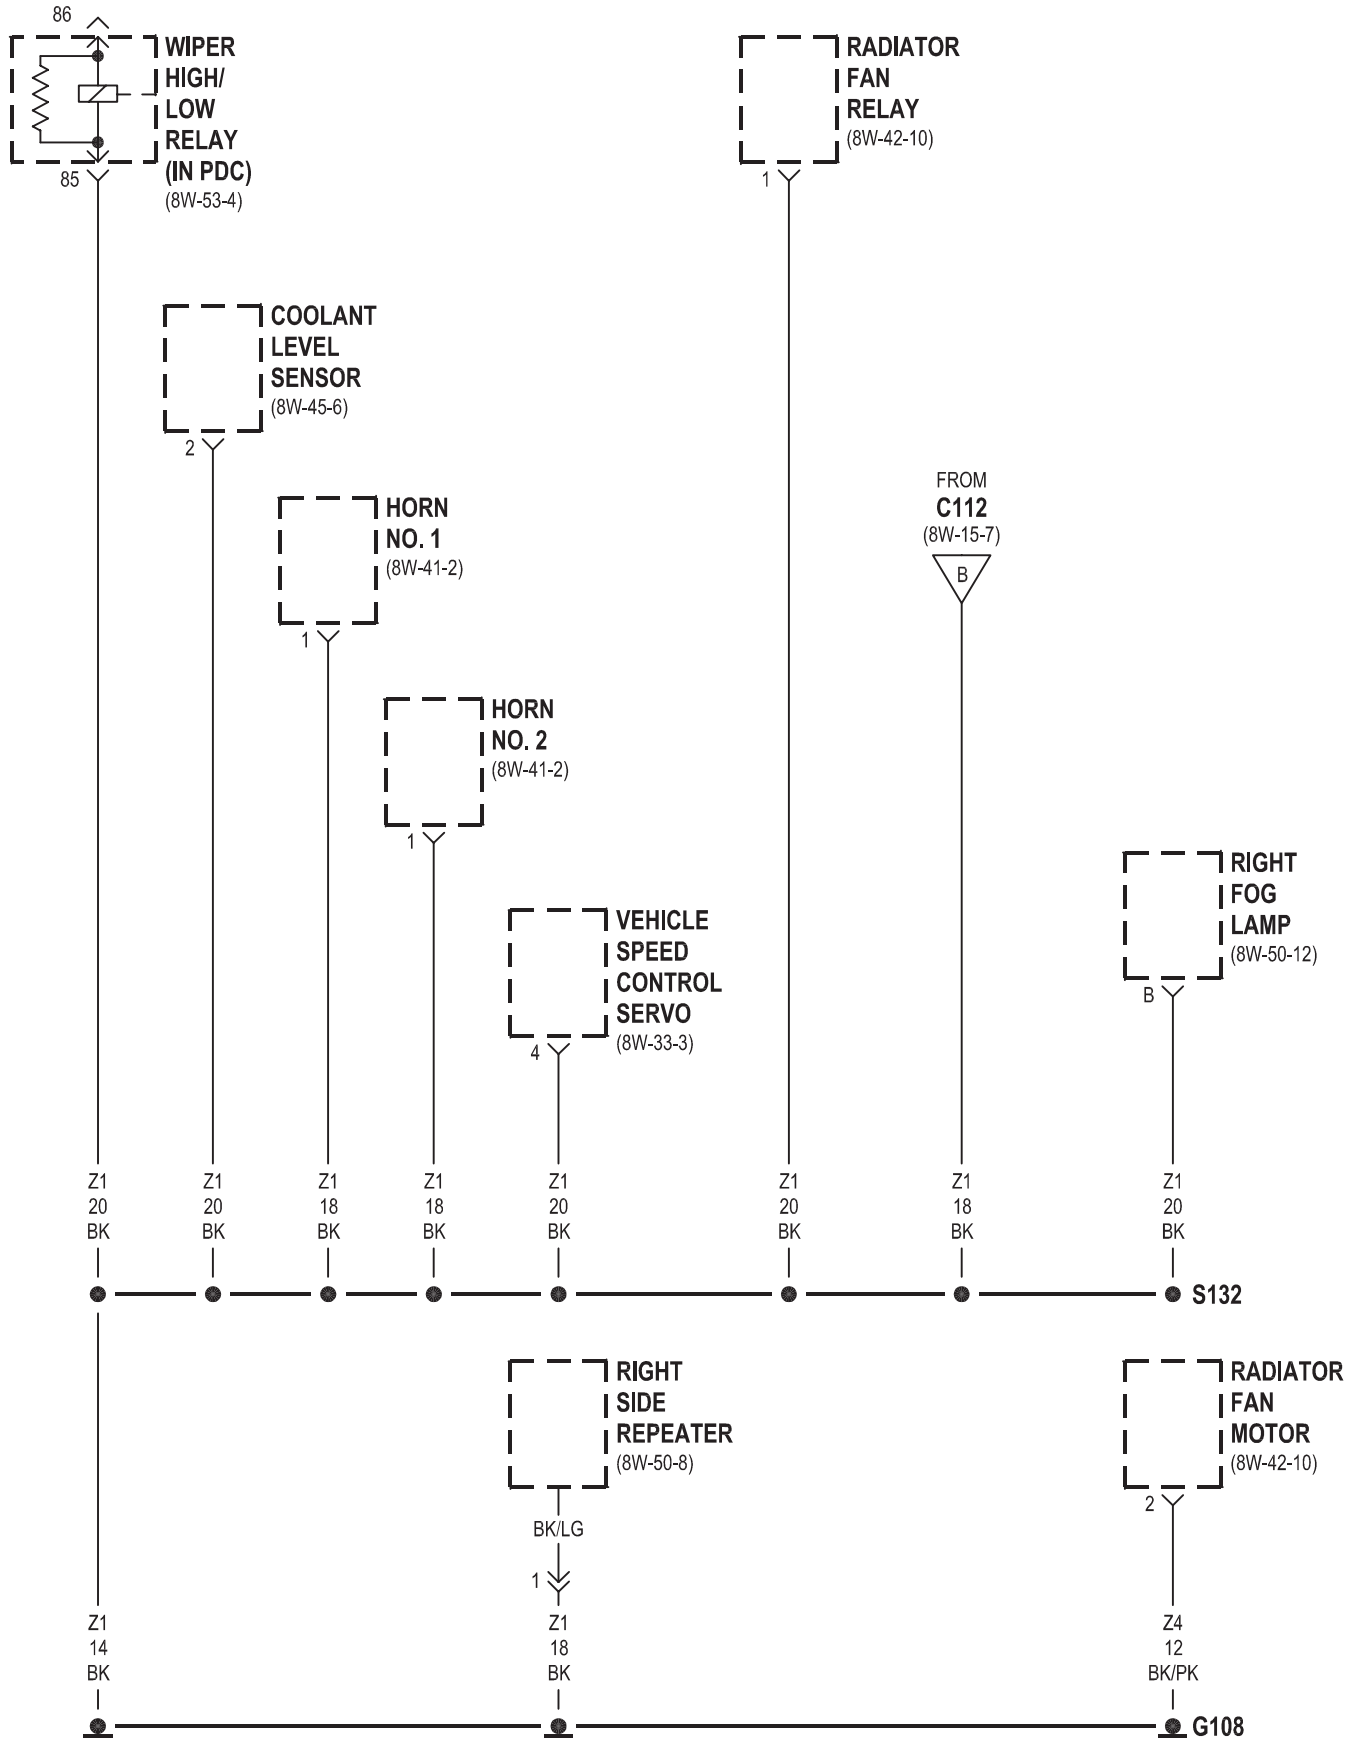 86
WIPER
HIGH/
LOW
RELAY
(IN PDC)
(8W-53-4)
85
RADIATOR
FAN
RELAY
(8W-42-10)
1
COOLANT
LEVEL
SENSOR
(8W-45-6)
2
HORN
NO. 1
(8W-41-2)
1
FROM
C112
(8W-15-7)
B
HORN
NO. 2
(8W-41-2)
1
RIGHT
FOG
LAMP
(8W-50-12)
B
VEHICLE
SPEED
CONTROL
SERVO
(8W-33-3)
4
Z1 Z1 Z1 Z1 Z1 Z1 Z1 Z1
20 20 18 18 20 20 18 20
BK BK BK BK BK BK BK BK
S132
RIGHT
SIDE
REPEATER
(8W-50-8)
BK/LG
1
RADIATOR
FAN
MOTOR
(8W-42-10)
2
Z1 Z1 Z4
14 18 12
BK BK BK/PK
G108